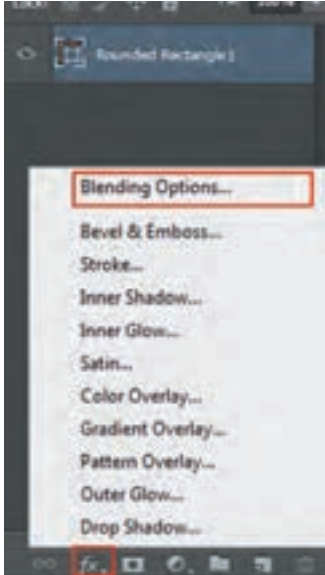 Rounded Rectangle 1
Blending Options...
Bevel & Emboss...
Stroke...
Inner Shadow...
Inner Glow...
Satin...
Color Overlay...
Gradient Overlay...
Pattern Overlay...
Outer Glow...
Drop Shadow...
fx.